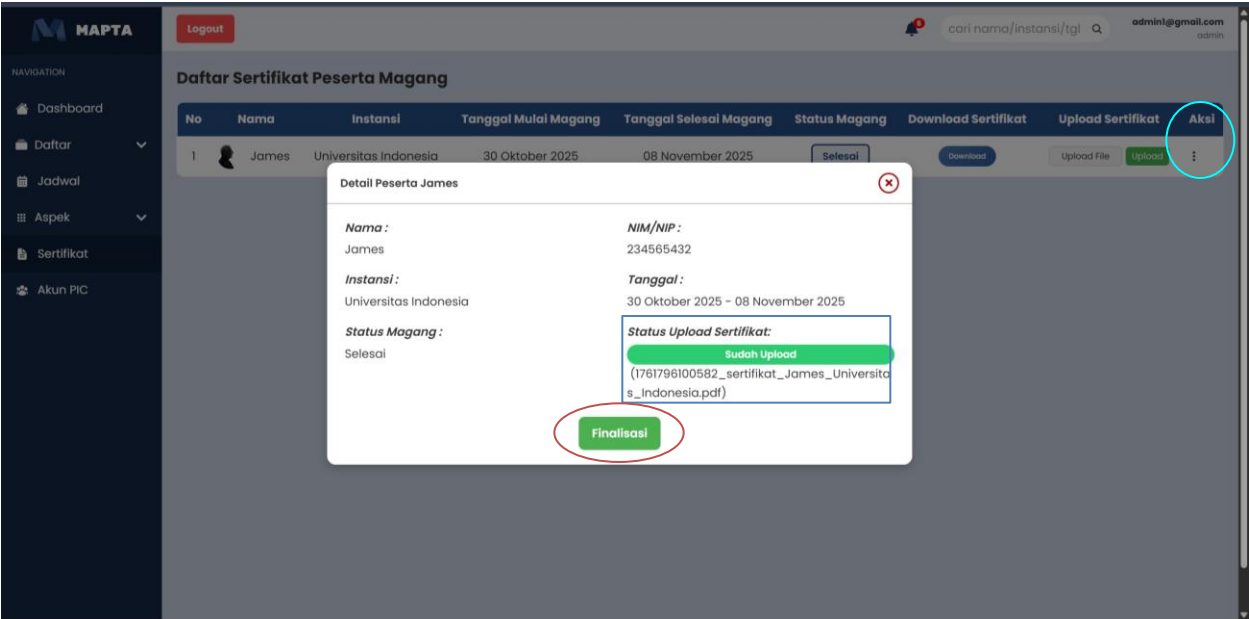 MAPTA
Logout
6
cari nama/instansi/tgl
admin1@gmail.com
admin
NAVIGATION
Dashboard
Daftar
Jadwal
Aspek
Sertifikat
Akun PIC
Daftar Sertifikat Peserta Magang
No Nama Instansi Tanggal Mulai Magang Tanggal Selesai Magang Status Magang Download Sertifikat Upload Sertifikat Aksi
1 James Universitas Indonesia 30 Oktober 2025 08 November 2025 Selesai Download Upload File Upload
Detail Peserta James
Nama : NIM/NIP :
James 234565432
Instansi : Tanggal :
Universitas Indonesia 30 Oktober 2025 - 08 November 2025
Status Magang : Status Upload Sertifikat:
Selesai Sudah Upload
(1761796100582_sertifikat_James_Universita
s_Indonesia.pdf)
Finalisasi